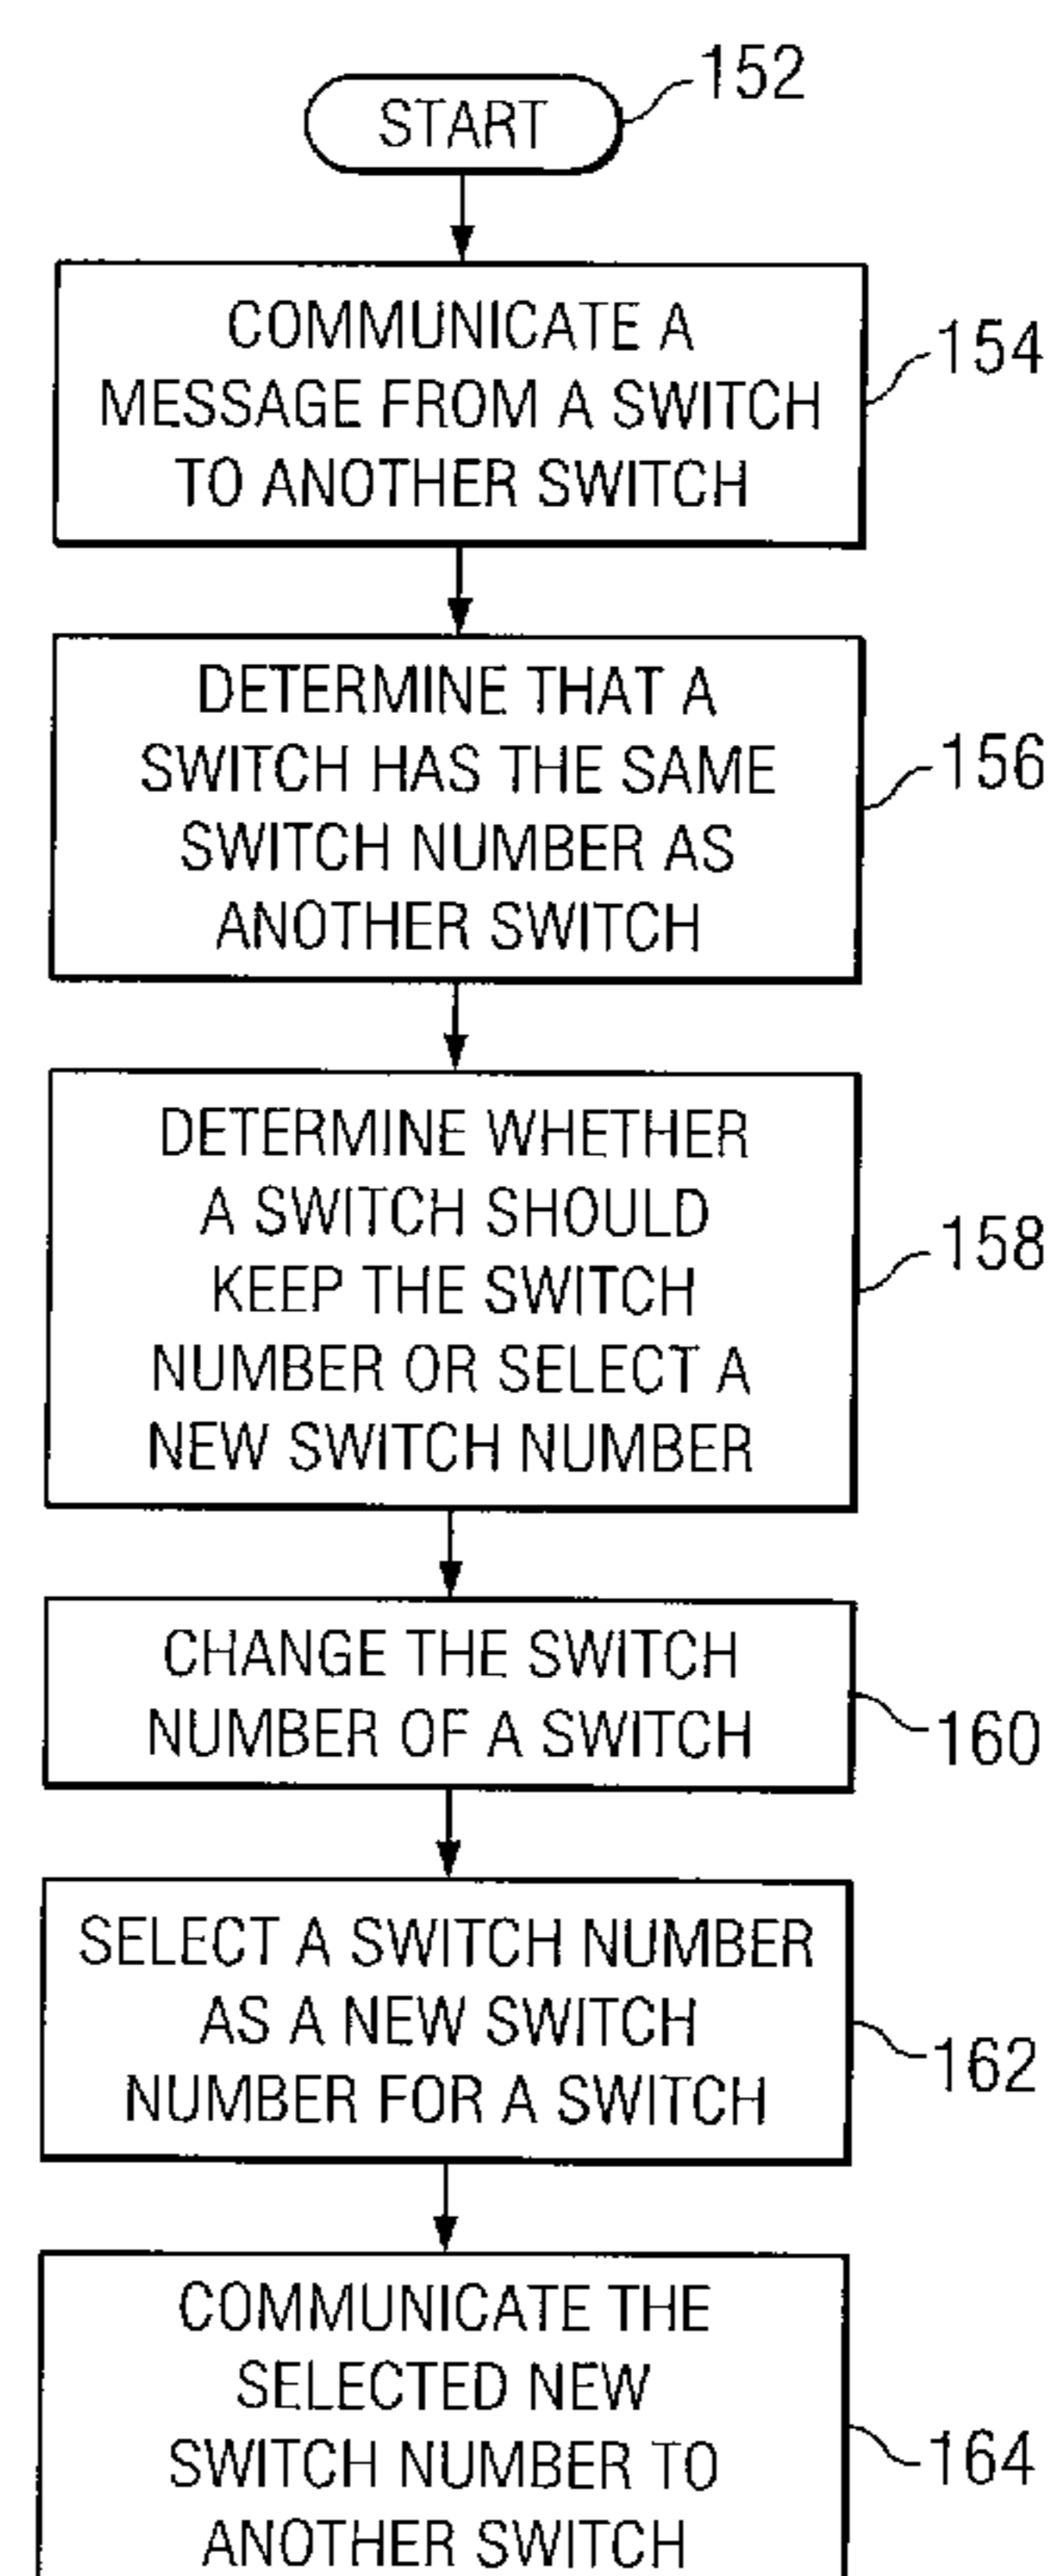 START
152
COMMUNICATE A
MESSAGE FROM A SWITCH
TO ANOTHER SWITCH
154
DETERMINE THAT A
SWITCH HAS THE SAME
SWITCH NUMBER AS
ANOTHER SWITCH
156
DETERMINE WHETHER
A SWITCH SHOULD
KEEP THE SWITCH
NUMBER OR SELECT A
NEW SWITCH NUMBER
158
CHANGE THE SWITCH
NUMBER OF A SWITCH
160
SELECT A SWITCH NUMBER
AS A NEW SWITCH
NUMBER FOR A SWITCH
162
COMMUNICATE THE
SELECTED NEW
SWITCH NUMBER TO
ANOTHER SWITCH
164